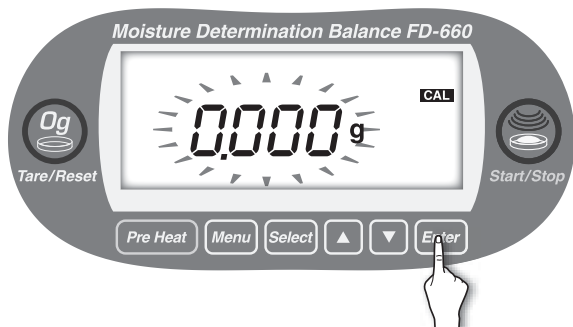 Moisture Determination Balance FD-660
CAL
0.000 g
0g
Tare/Reset
Start/Stop
Pre Heat Menu Select ▲ ▼ Enter